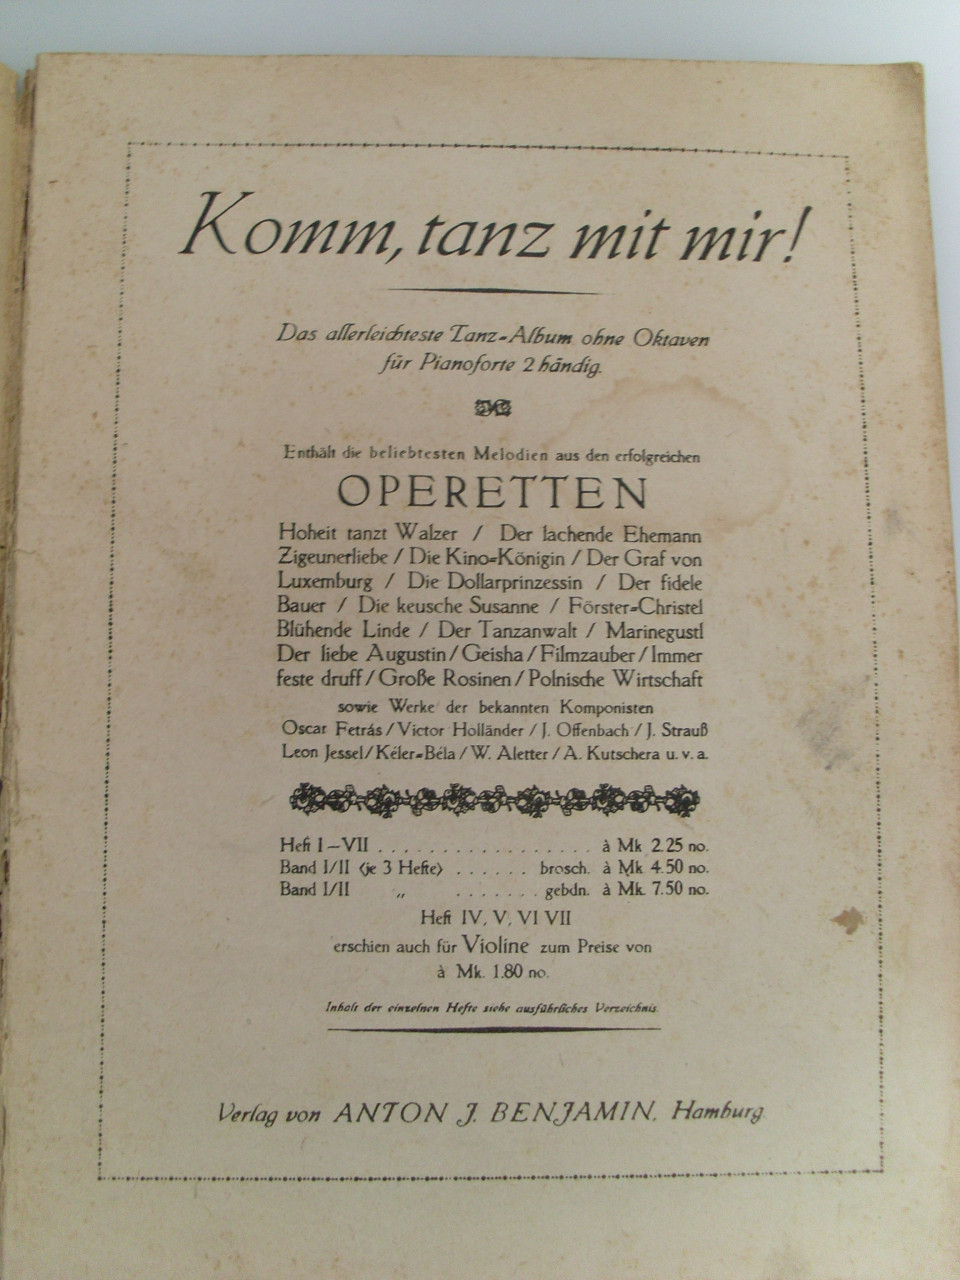 Komm, tanz mit mir!
Das allerleichteste Tanz-Album ohne Oktaven
für Pianoforte 2 händig.
Enthält die beliebtesten Melodien aus den erfolgreichen
OPERETTEN
Hoheit tanzt Walzer / Der lachende Ehemann
Zigeunerliebe / Die Kino-Königin / Der Graf von
Luxemburg / Die Dollarprinzessin / Der fidele
Bauer / Die keusche Susanne / Förster-Christel
Blühende Linde / Der Tanzanwalt / Marinegustl
Der liebe Augustin / Geisha / Filmzauber / Immer
feste druff / Große Rosinen / Polnische Wirtschaft
sowie Werke der bekannten Komponisten
Oscar Fetrás / Victor Holländer / J. Offenbach / J. Strauß
Leon Jessel / Kéler-Béla / W. Aletter / A. Kutschera u. v. a.
Heft I—VII . . . . . . . . . . . . . . . . . à Mk. 2.25 no.
Band I/II (je 3 Hefte) . . . . . . brosch. à Mk. 4.50 no.
Band I/II „ . . . . . . . gebdn. à Mk. 7.50 no.
Heft IV, V, VI VII
erschien auch für Violine zum Preise von
à Mk. 1.80 no.
Inhalt der einzelnen Hefte siehe ausführliches Verzeichnis.
Verlag von ANTON J. BENJAMIN, Hamburg